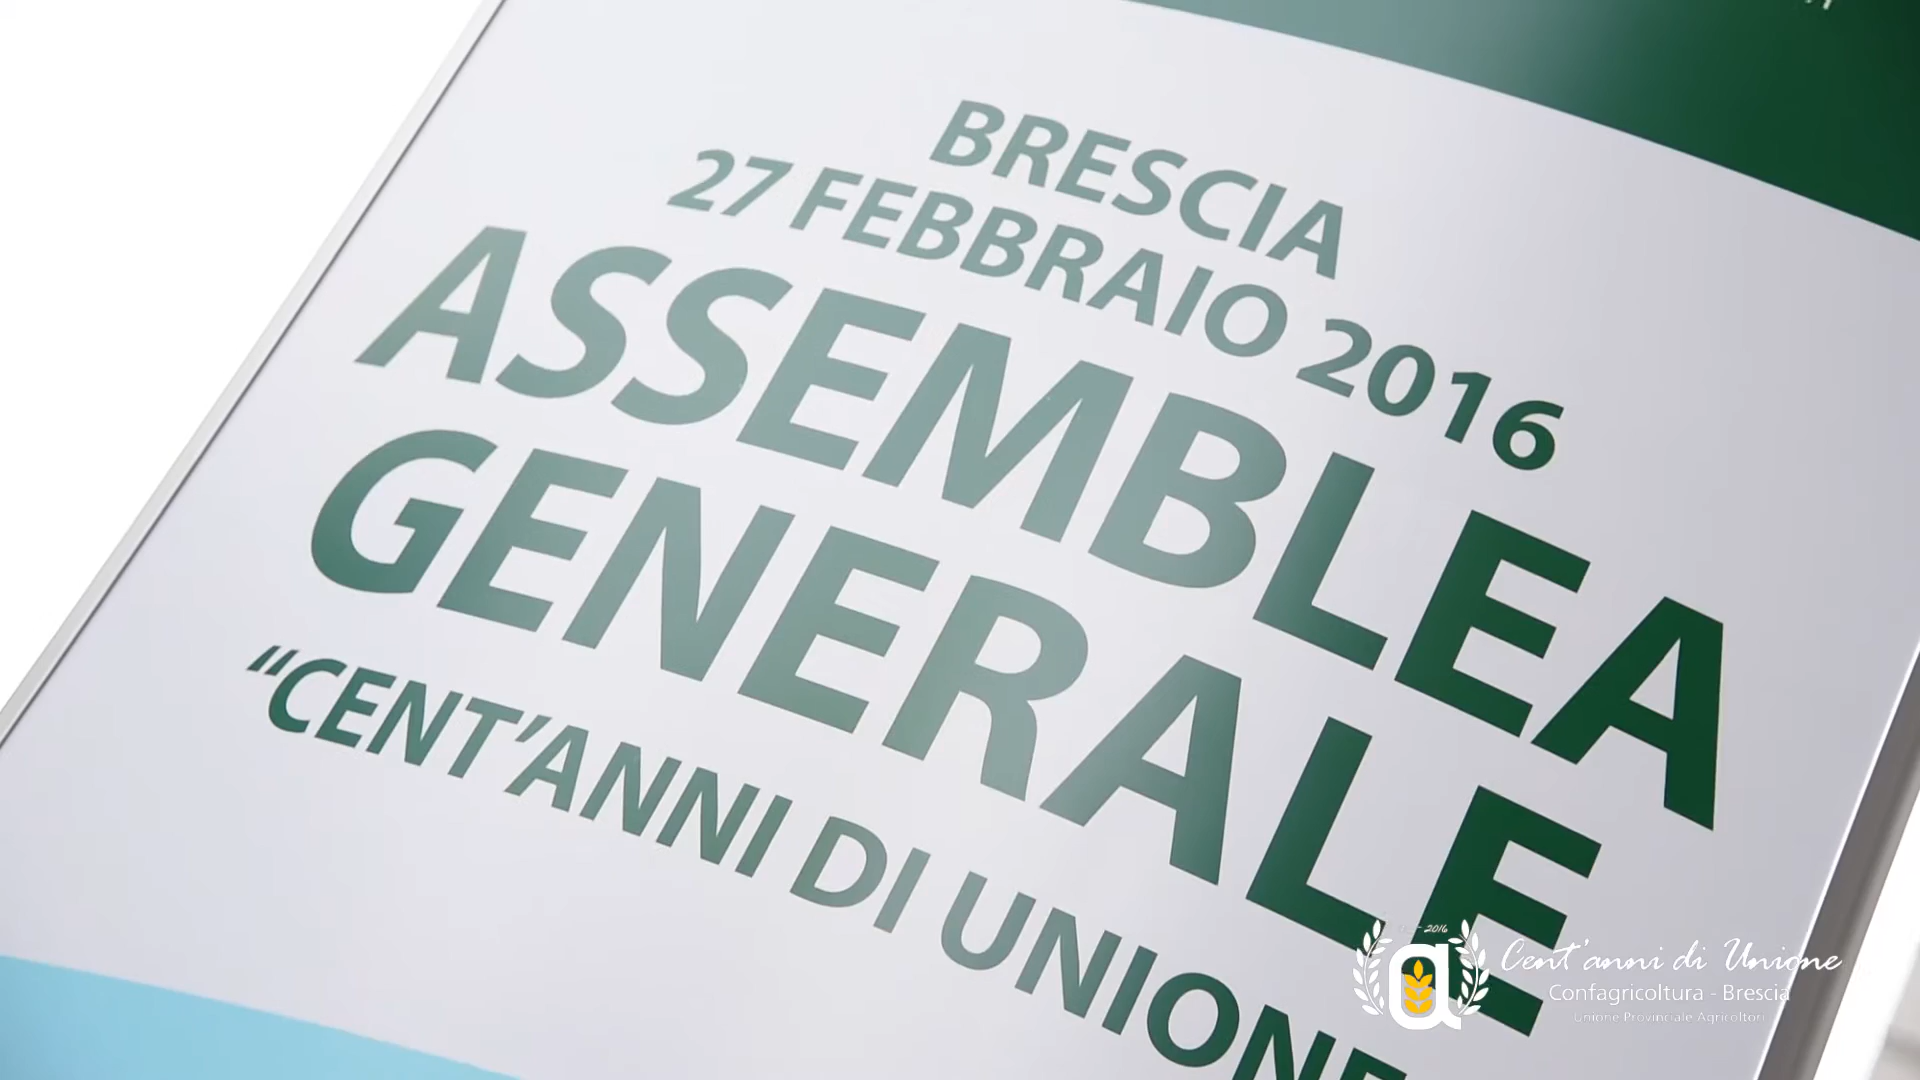 BRESCIA
27 FEBBRAIO 2016
ASSEMBLEA
GENERALE
“CENT’ANNI DI UNIONE
2016
Cent'anni di Unione
Confagricoltura - Brescia
Unione Provinciale Agricoltori